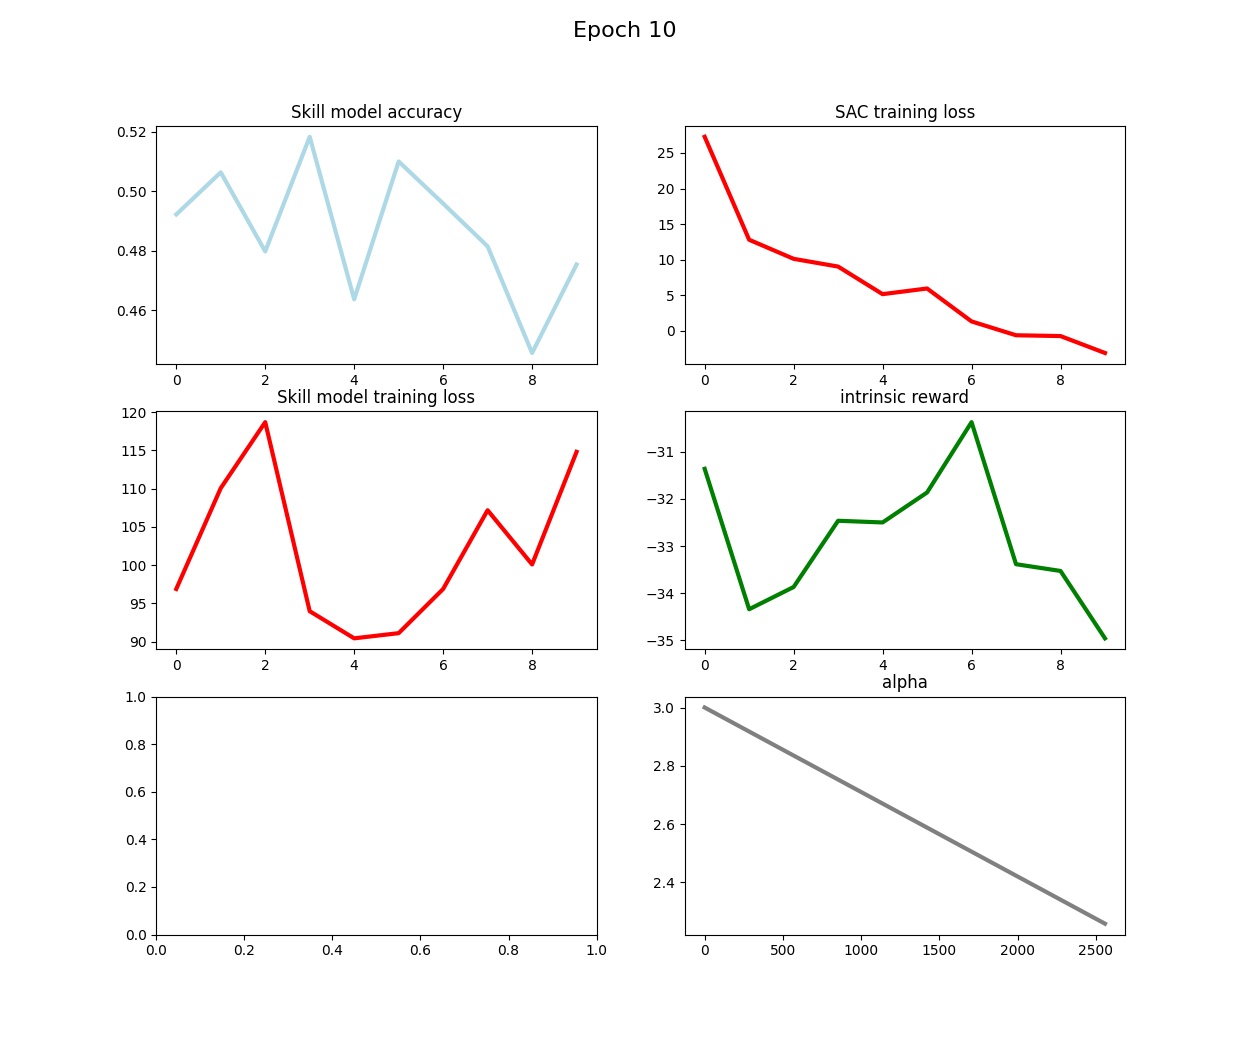 Epoch 10
Skill model accuracy
0.52
0.50
0.48
0.46
0 2 4 6 8
SAC training loss
25
20
15
10
5
0
0 2 4 6 8
Skill model training loss
120
115
110
105
100
95
90
0 2 4 6 8
intrinsic reward
−31
−32
−33
−34
−35
0 2 4 6 8
1.0
0.8
0.6
0.4
0.2
0.0
0.0 0.2 0.4 0.6 0.8 1.0
alpha
3.0
2.8
2.6
2.4
0 500 1000 1500 2000 2500